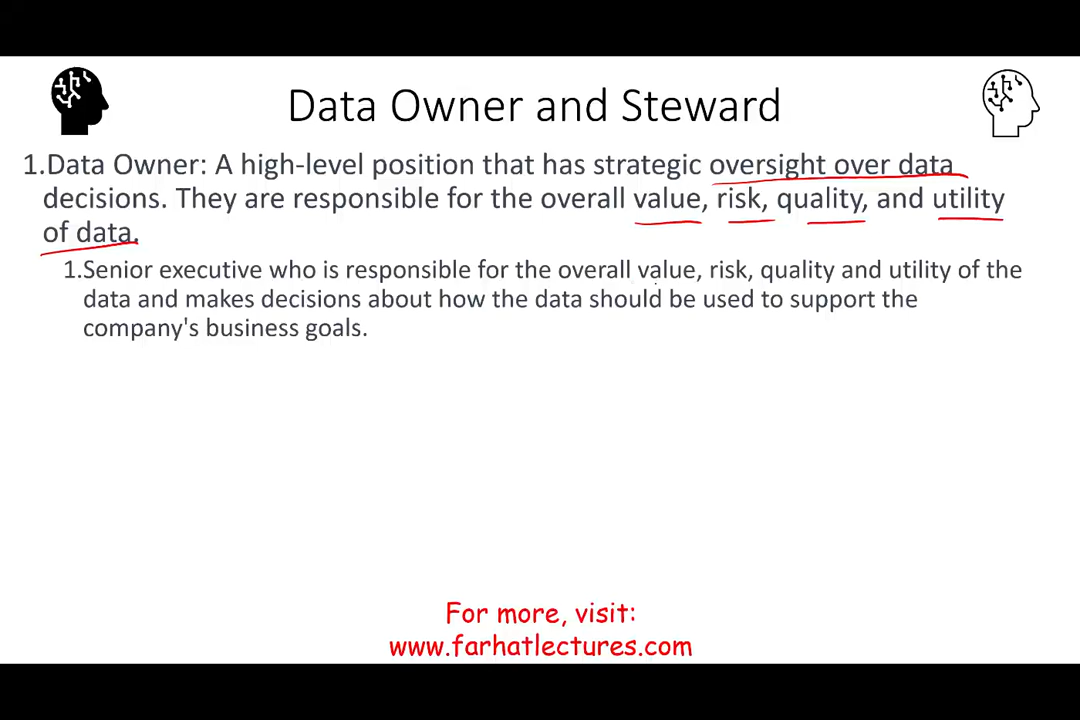 Data Owner and Steward
1.Data Owner: A high-level position that has strategic oversight over data
decisions. They are responsible for the overall value, risk, quality, and utility
of data.
1.Senior executive who is responsible for the overall value, risk, quality and utility of the
data and makes decisions about how the data should be used to support the
company's business goals.
For more, visit:
www.farhatlectures.com